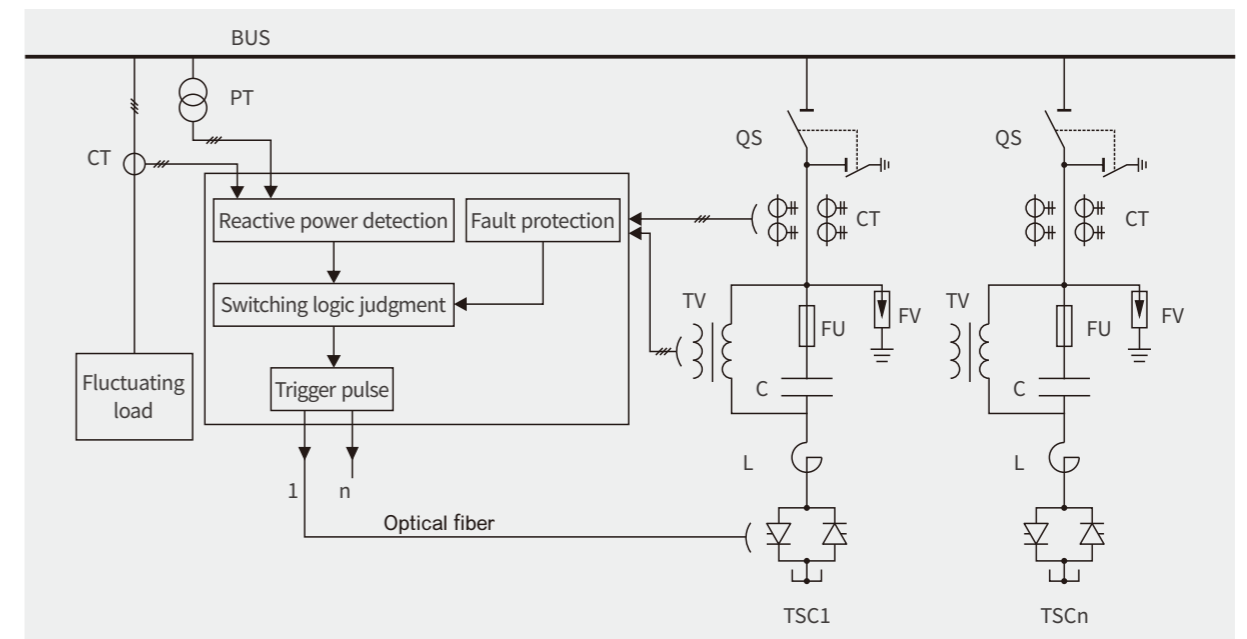 BUS
PT
CT
QS
QS
Reactive power detection
Fault protection
CT
CT
Switching logic judgment
TV
FU
FV
TV
FU
FV
Fluctuating
load
Trigger pulse
C
C
L
L
1
n
Optical fiber
TSC1
TSCn